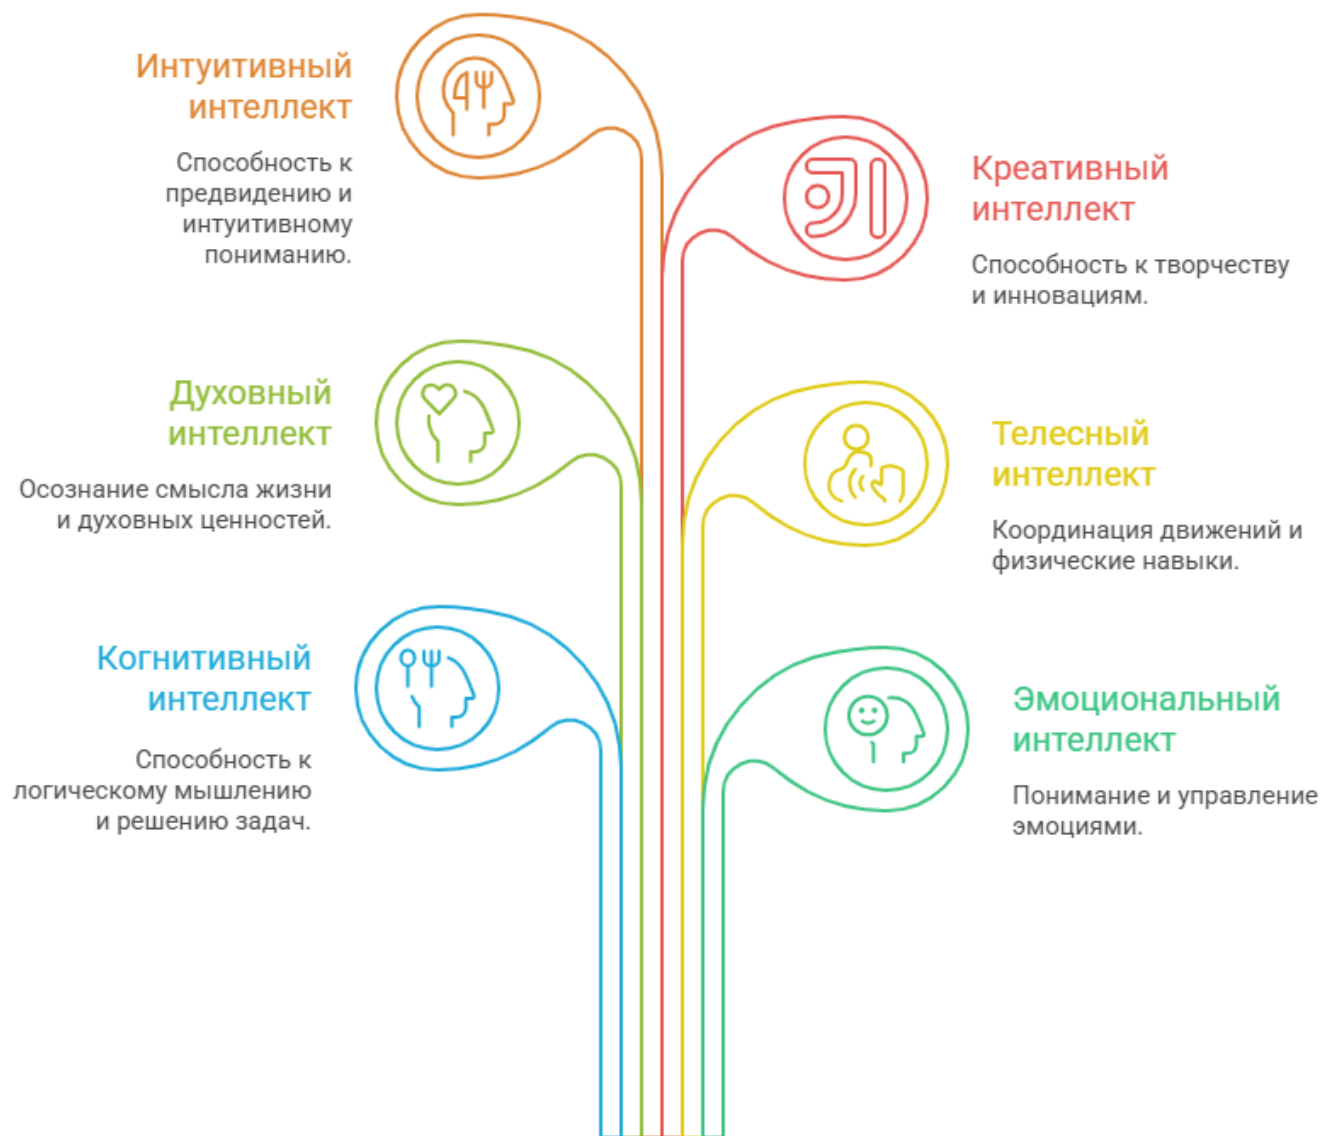 Интуитивный
интеллект
Способность к
предвидению и
интуитивному
пониманию.
Креативный
интеллект
Способность к творчеству
и инновациям.
Духовный
интеллект
Осознание смысла жизни
и духовных ценностей.
Телесный
интеллект
Координация движений и
физические навыки.
Когнитивный
интеллект
Способность к
логическому мышлению
и решению задач.
Эмоциональный
интеллект
Понимание и управление
эмоциями.